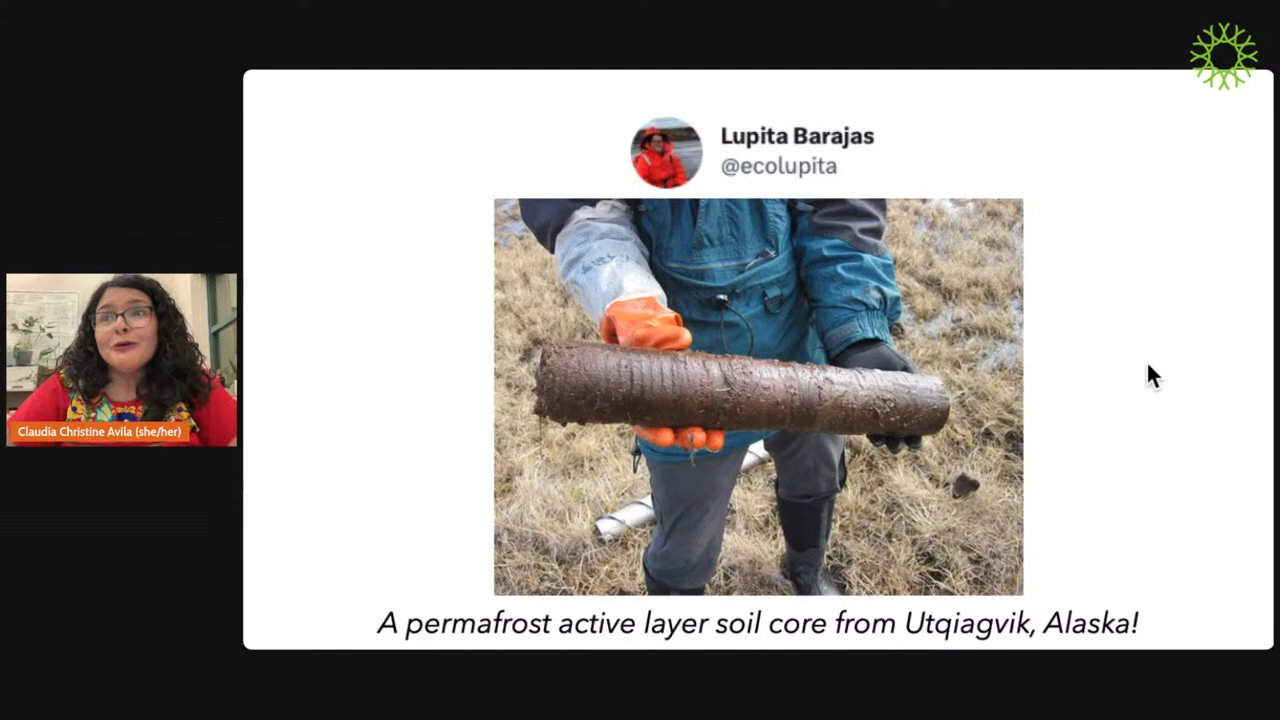 Lupita Barajas
@ecolupita
Claudia Christine Avila (she/her)
A permafrost active layer soil core from Utqiagvik, Alaska!